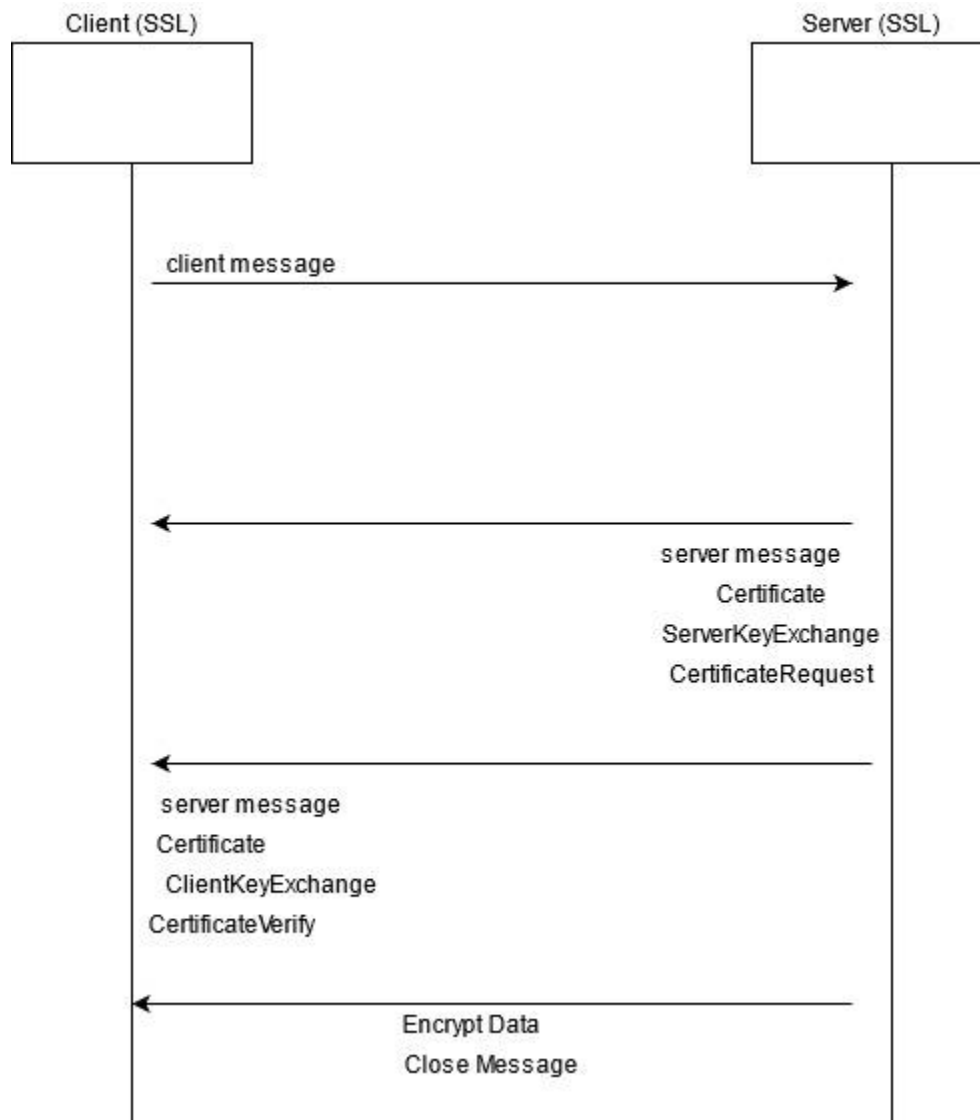 Client (SSL)
Server (SSL)
client message
server message
Certificate
ServerKeyExchange
CertificateRequest
server message
Certificate
ClientKeyExchange
CertificateVerify
Encrypt Data
Close Message